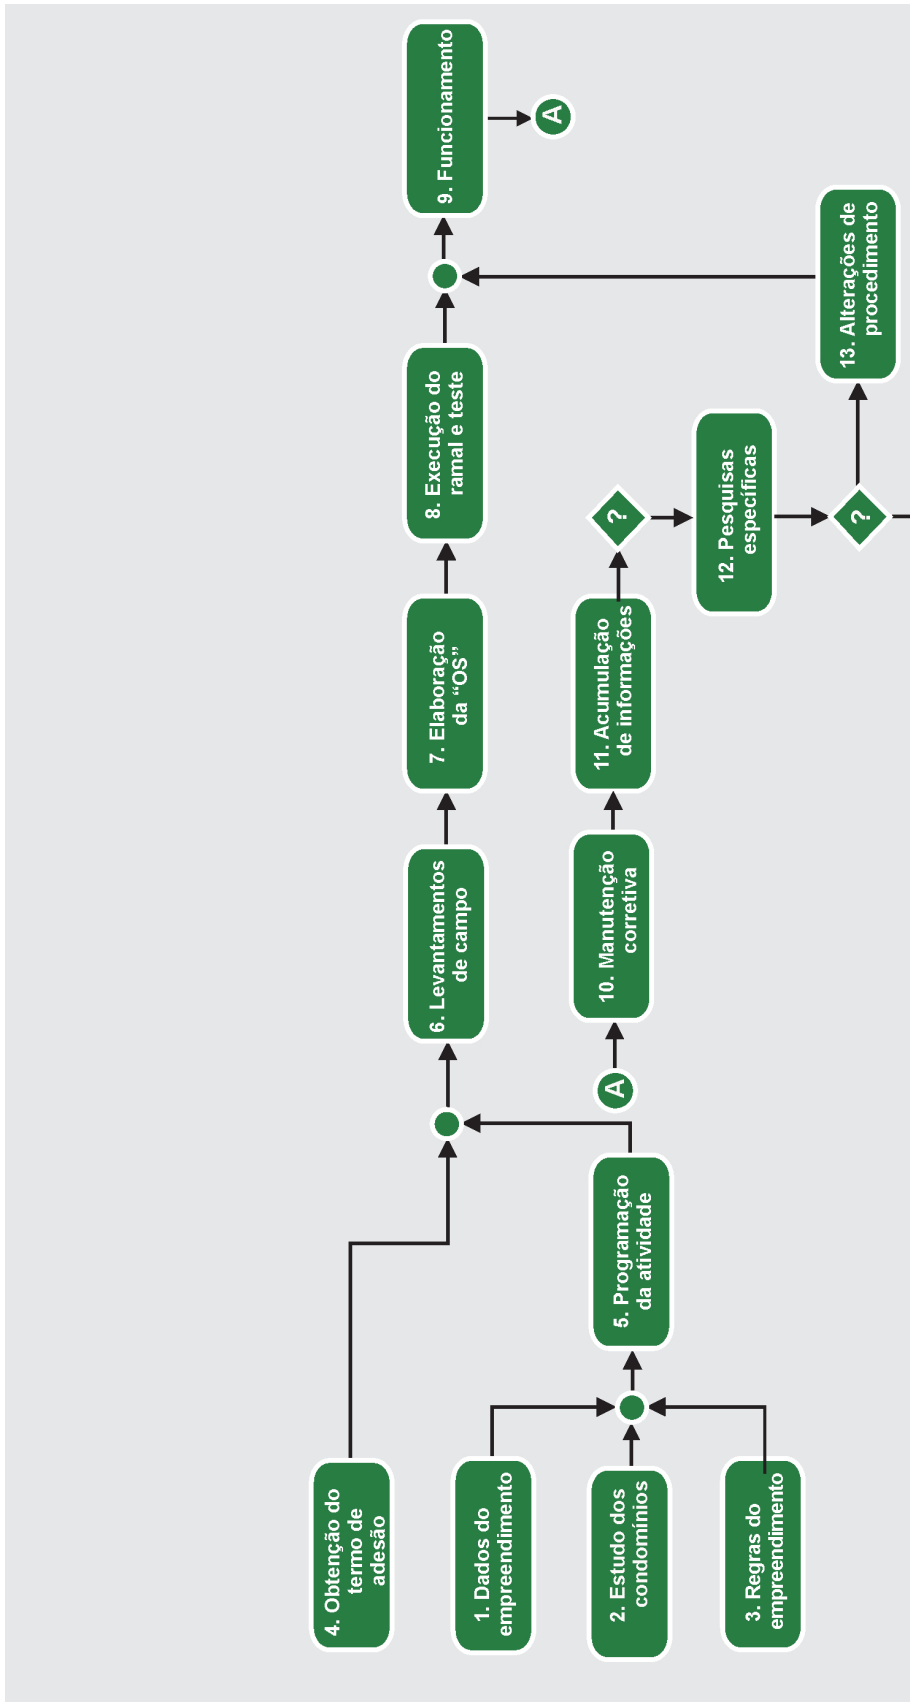 4. Obtenção do
termo de
adesão
1. Dados do
empreendimento
2. Estudo dos
condomínios
3. Regras do
empreendimento
5. Programação
da atividade
6. Levantamentos
de campo
7. Elaboração
da “OS”
8. Execução do
ramal e teste
9. Funcionamento
A
A
10. Manutenção
corretiva
11. Acumulação
de informações
?
12. Pesquisas
específicas
?
13. Alterações de
procedimento